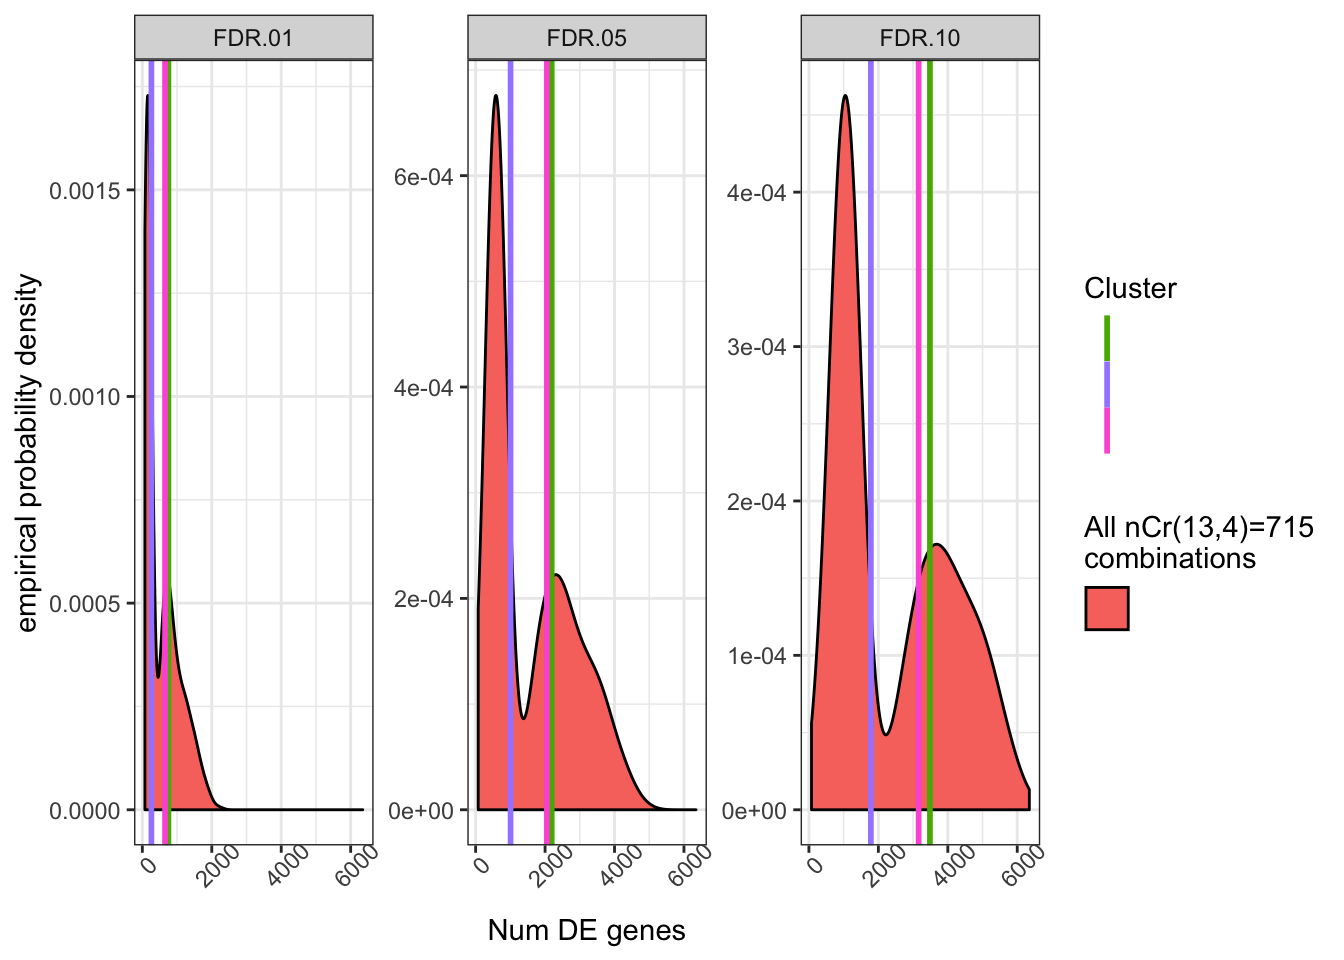 FDR.01
FDR.05
FDR.10
empirical probability density
0.0015
0.0010
0.0005
0.0000
6e-04
4e-04
2e-04
0e+00
4e-04
3e-04
2e-04
1e-04
0e+00
0
2000
4000
6000
0
2000
4000
6000
0
2000
4000
6000
Num DE genes
Cluster
All nCr(13,4)=715
combinations